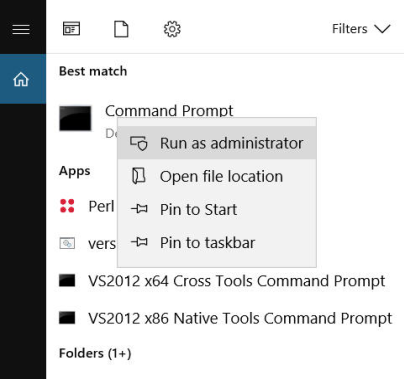 Filters
Best match
Command Prompt
Run as administrator
Apps
Open file location
Perl
Pin to Start
vers
Pin to taskbar
VS2012 x64 Cross Tools Command Prompt
VS2012 x86 Native Tools Command Prompt
Folders (1+)